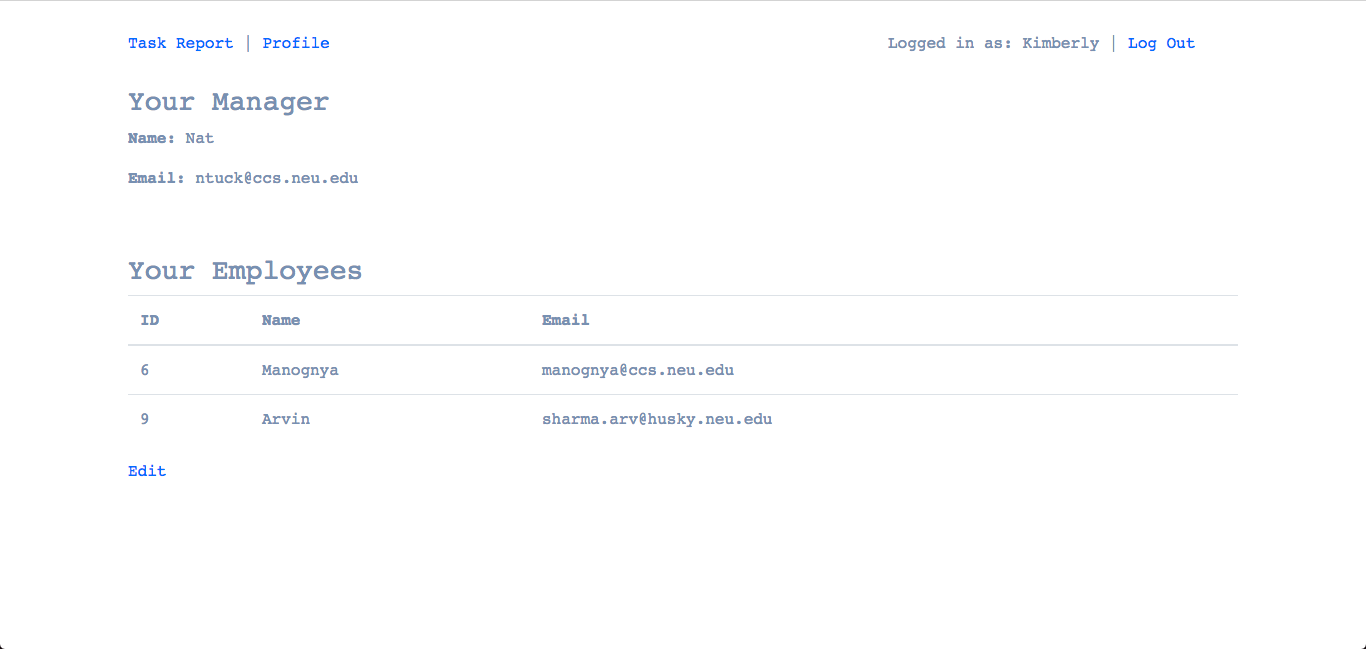 Task Report | Profile Logged in as: Kimberly | Log Out
Your Manager
Name: Nat
Email: ntuck@ccs.neu.edu
Your Employees
ID Name Email
6 Manognya manognya@ccs.neu.edu
9 Arvin sharma.arv@husky.neu.edu
Edit